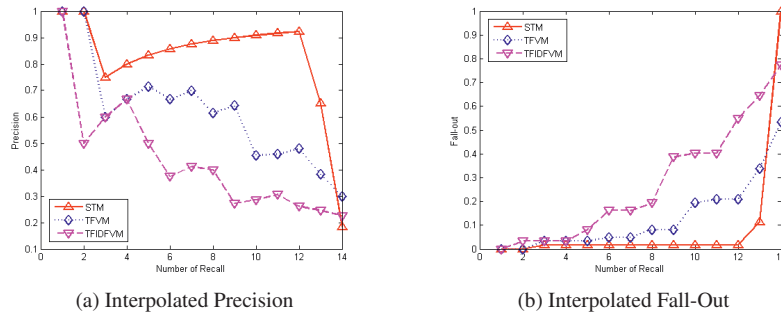 1
0.9
0.8
0.7
0.6
0.5
0.4
0.3
0.2
0.1
Precision
STM
TFVM
TFIDFVM
0 2 4 6 8 10 12 14
Number of Recall
(a) Interpolated Precision
1
0.9
0.8
0.7
0.6
0.5
0.4
0.3
0.2
0.1
0
Fall-out
STM
TFVM
TFIDFVM
0 2 4 6 8 10 12
Number of Recall
(b) Interpolated Fall-Out